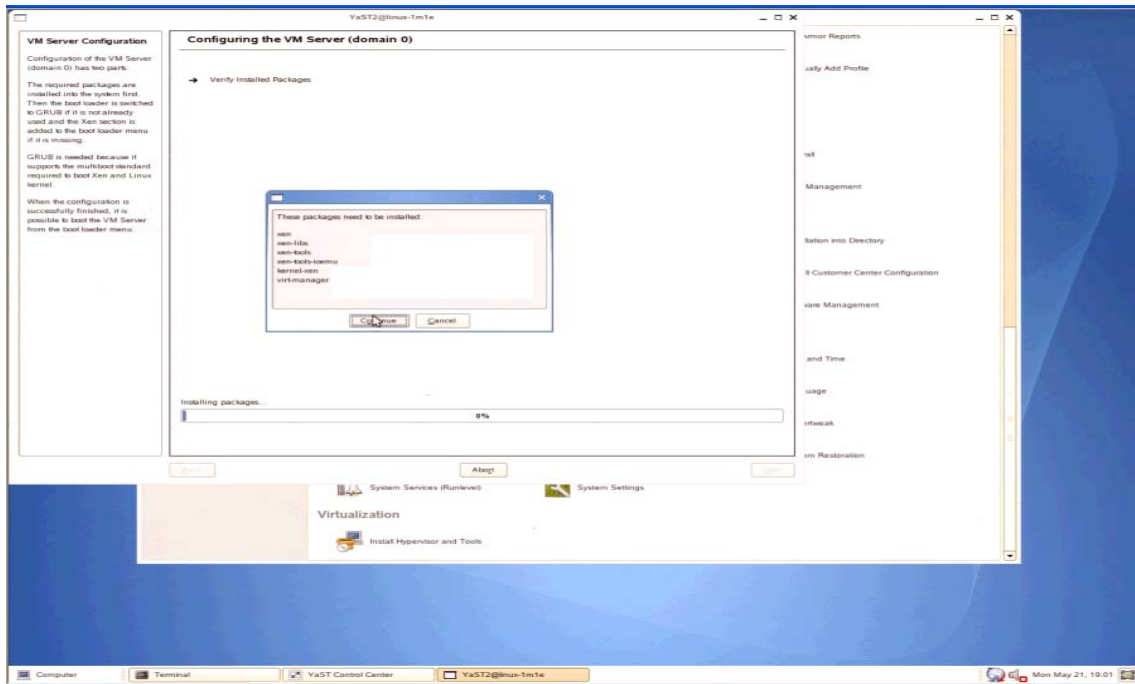 YaST2@linux-1m1e
VM Server Configuration
Configuration of the VM Server
(domain 0) has two parts.
The required packages are
installed into the system first.
Then the boot loader is switched
to GRUB if it is not already
used and the Xen section is
added to the boot loader menu
if it is missing.
GRUB is needed because it
supports the multiboot standard
required to boot Xen and Linux
kernel.
When the configuration is
successfully finished, it is
possible to boot the VM Server
from the boot loader menu.
Configuring the VM Server (domain 0)
Verify Installed Packages
These packages need to be installed:
xen
xen-libs
xen-tools
xen-tools-ioemu
kernel-xen
virt-manager
Cancel
Installing packages...
0%
Abort
Reports
Add Profile
Management
into Directory
Customer Center Configuration
Management
and Time
Restoration
System Services (Runlevel)
System Settings
Virtualization
Install Hypervisor and Tools
Computer
Terminal
YaST Control Center
YaST2@linux-1m1e
Mon May 21, 19:01